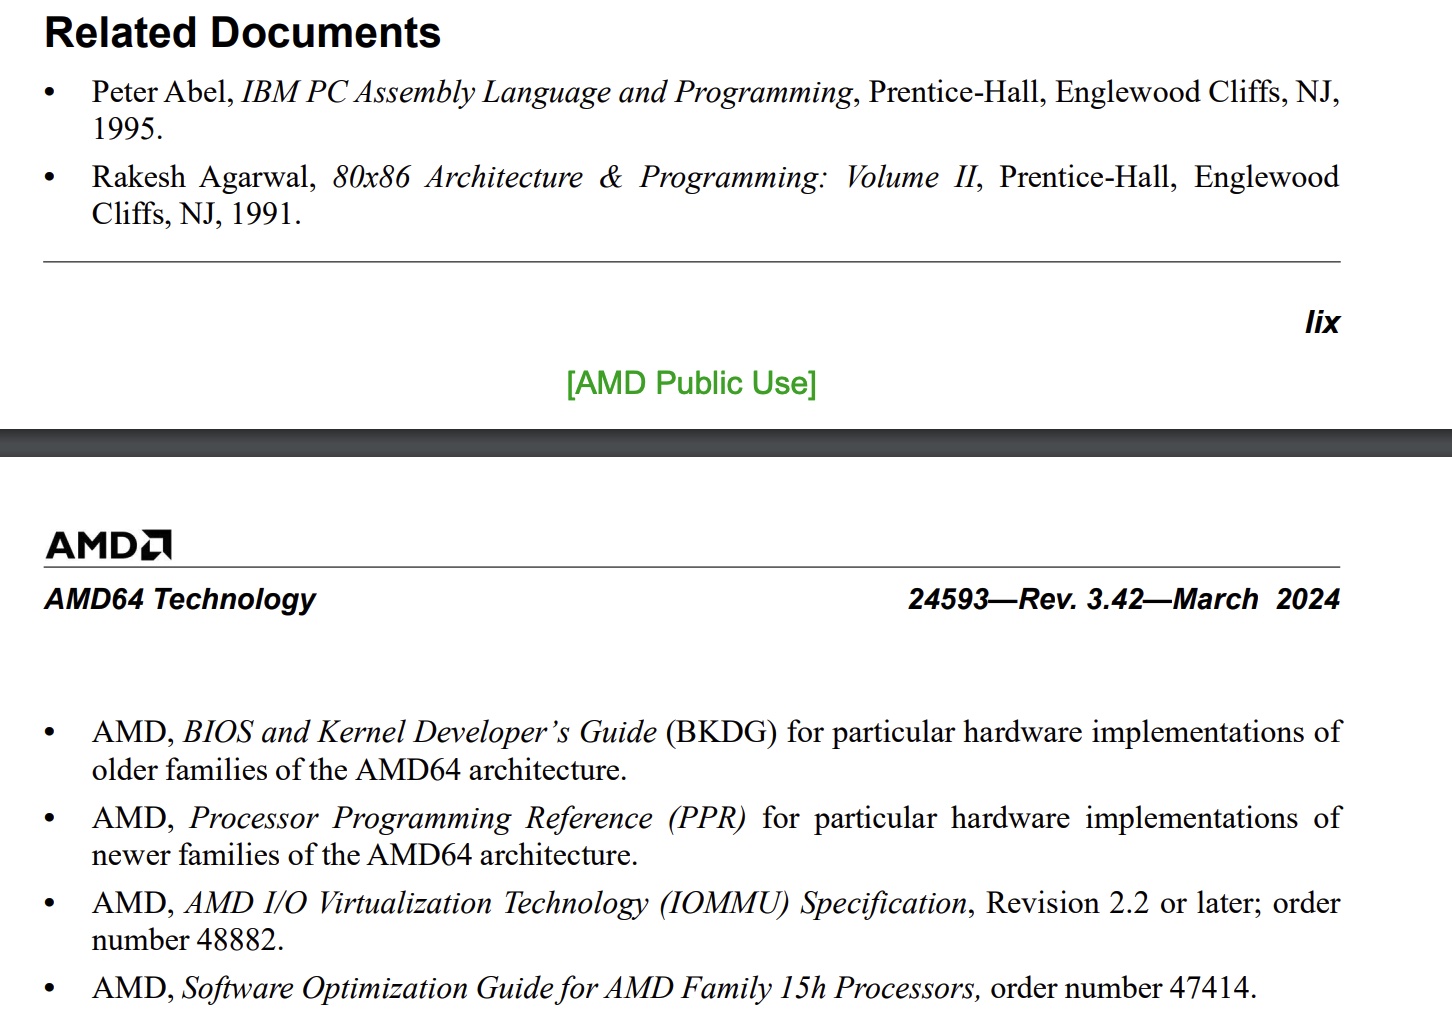 Related Documents
• Peter Abel, IBM PC Assembly Language and Programming, Prentice-Hall, Englewood Cliffs, NJ,
1995.
• Rakesh Agarwal, 80x86 Architecture & Programming: Volume II, Prentice-Hall, Englewood
Cliffs, NJ, 1991.
lix
[AMD Public Use]
AMD
AMD64 Technology 24593—Rev. 3.42—March 2024
• AMD, BIOS and Kernel Developer’s Guide (BKDG) for particular hardware implementations of
older families of the AMD64 architecture.
• AMD, Processor Programming Reference (PPR) for particular hardware implementations of
newer families of the AMD64 architecture.
• AMD, AMD I/O Virtualization Technology (IOMMU) Specification, Revision 2.2 or later; order
number 48882.
• AMD, Software Optimization Guide for AMD Family 15h Processors, order number 47414.